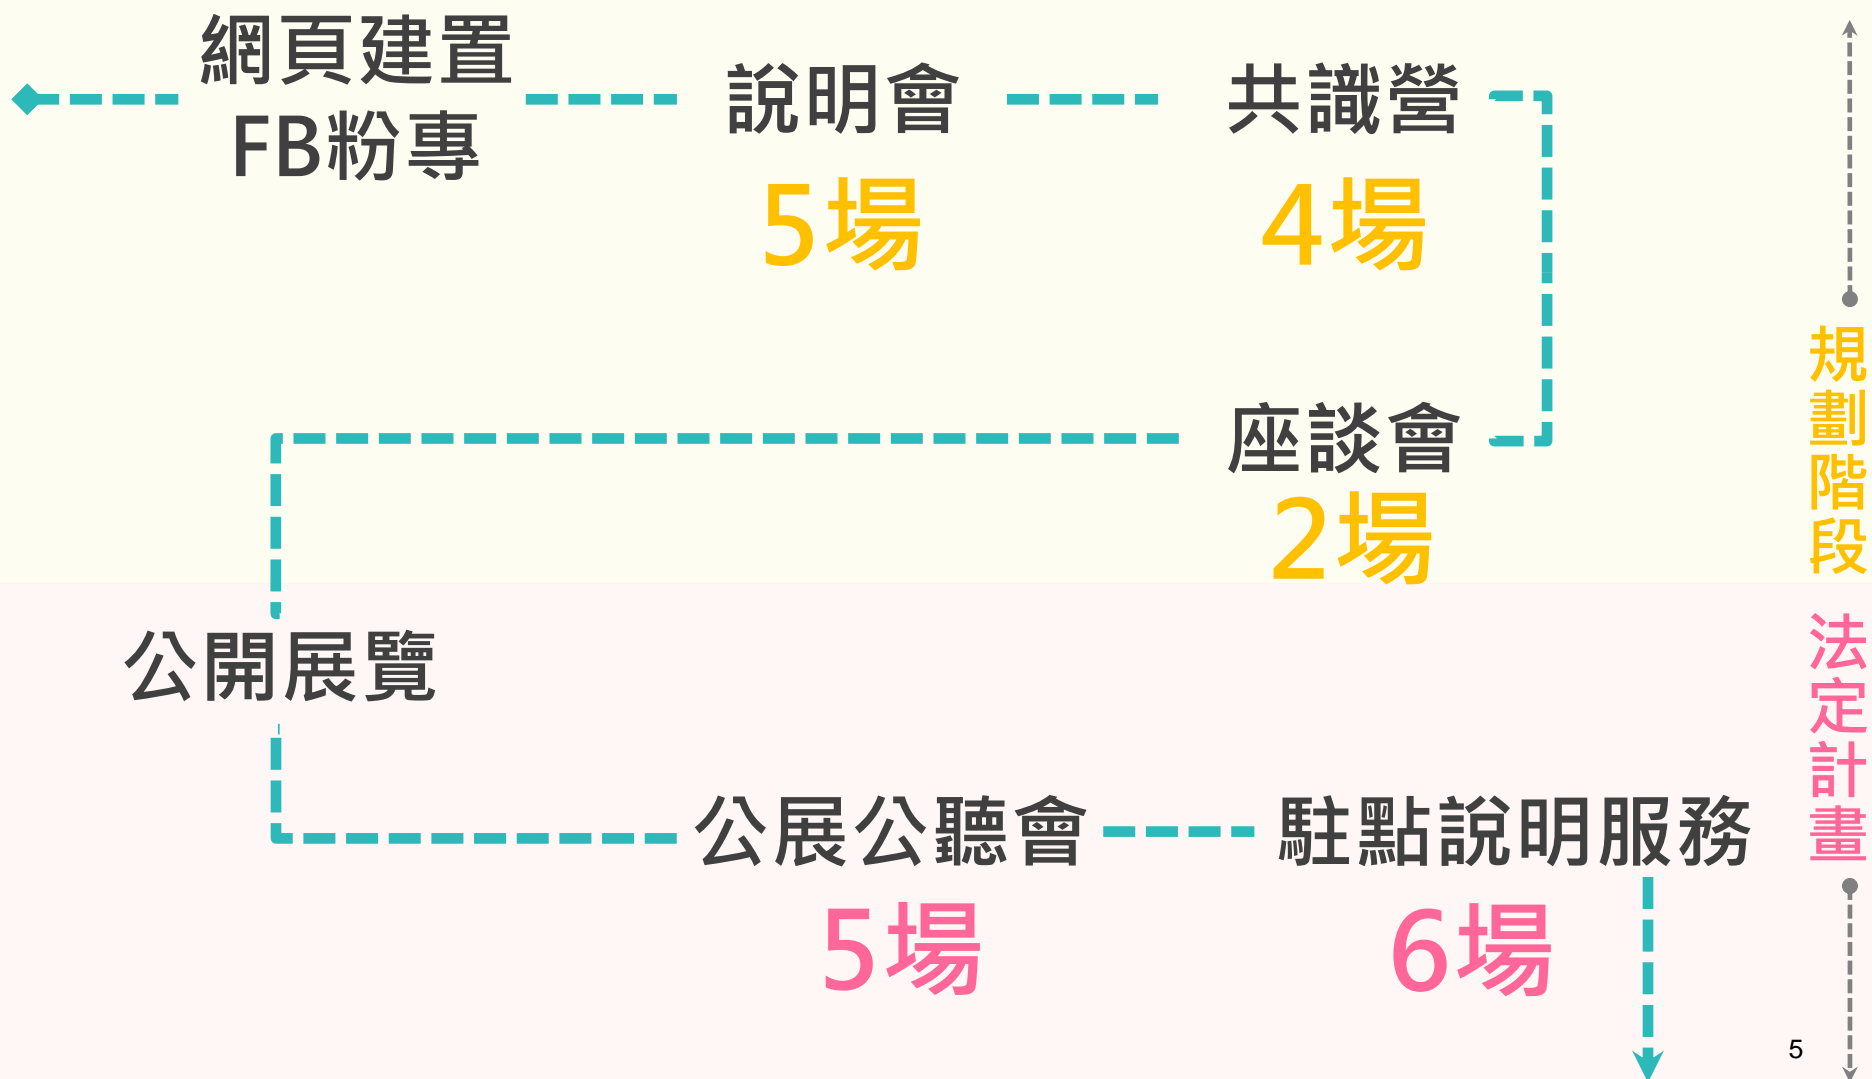 網頁建置
FB粉專
說明會
5場
共識營
4場
座談會
2場
規劃階段
公開展覽
公展公聽會
5場
駐點說明服務
6場
法定計畫
5